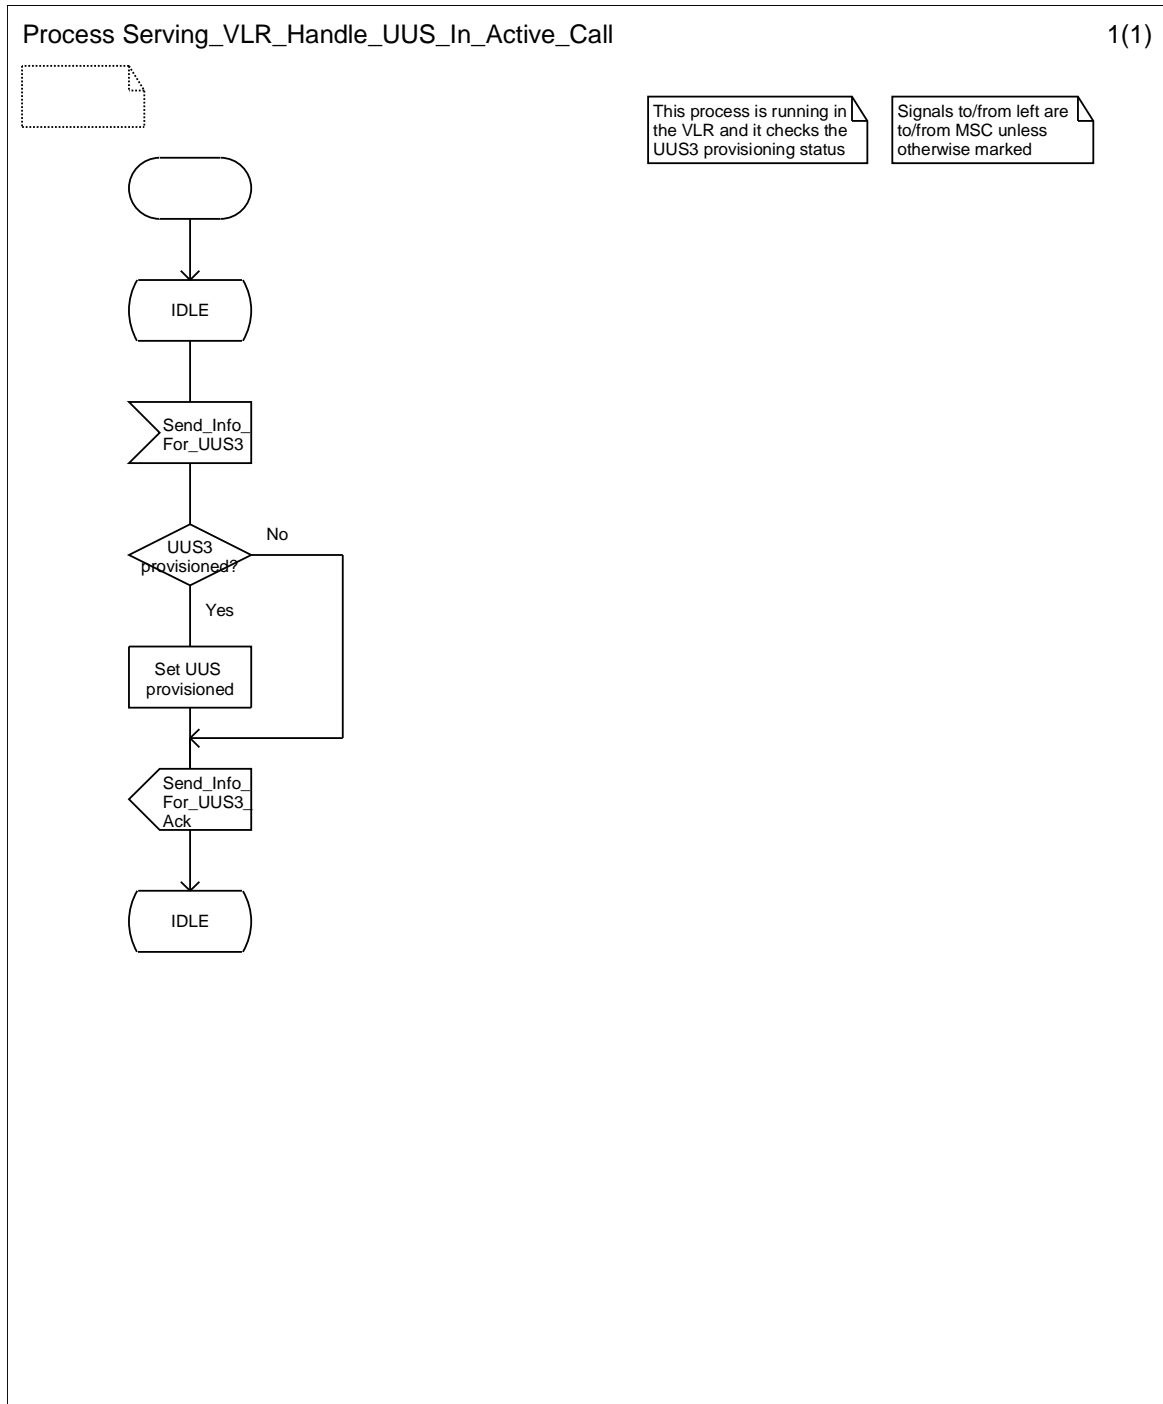 Process Serving_VLR_Handle_UUS_In_Active_Call
1(1)
This process is running in
the VLR and it checks the
UUS3 provisioning status
Signals to/from left are
to/from MSC unless
otherwise marked
IDLE
Send_Info_
For_UUS3
UUS3
provisioned?
No
Yes
Set UUS
provisioned
Send_Info_
For_UUS3_
Ack
IDLE